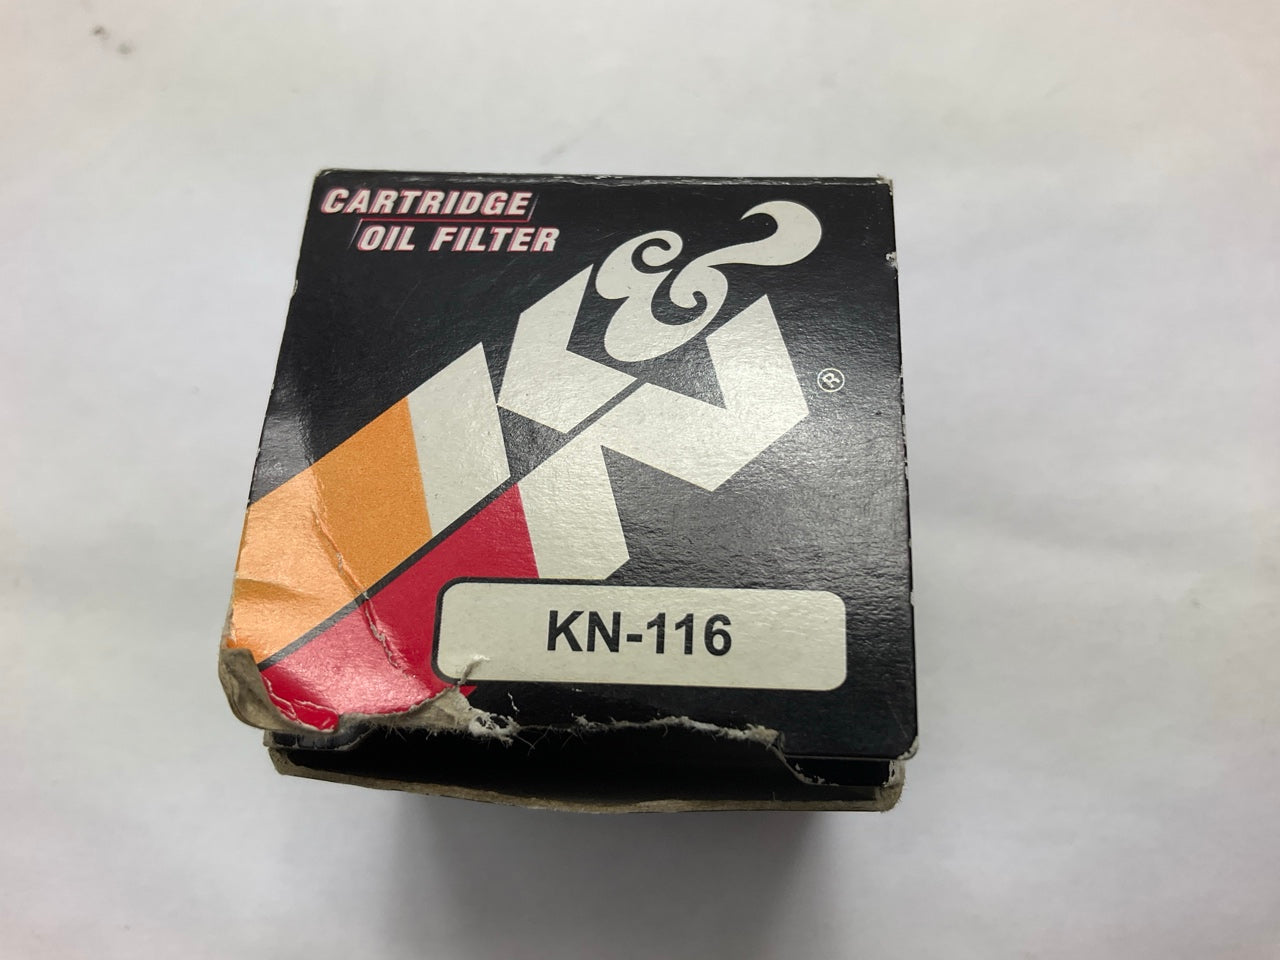 CARTRIDGE
OIL FILTER
K&N®
KN-116